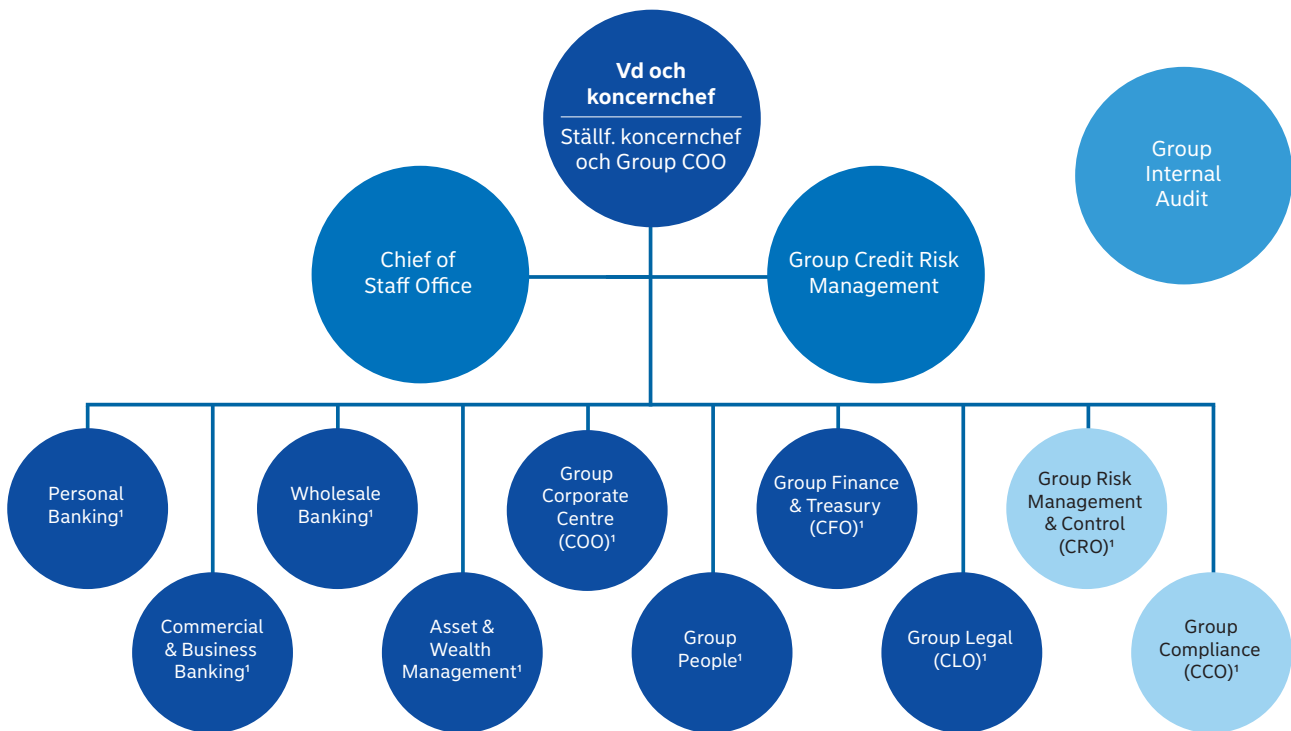 Vd och
koncernchef
Ställf. koncernchef
och Group COO
Group
Internal
Audit
Chief of
Staff Office
Group Credit Risk
Management
Personal
Banking¹
Wholesale
Banking¹
Group
Corporate
Centre
(COO)¹
Group Finance
& Treasury
(CFO)¹
Group Risk
Management
& Control
(CRO)¹
Commercial
& Business
Banking¹
Asset &
Wealth
Management¹
Group
People¹
Group Legal
(CLO)¹
Group
Compliance
(CCO)¹